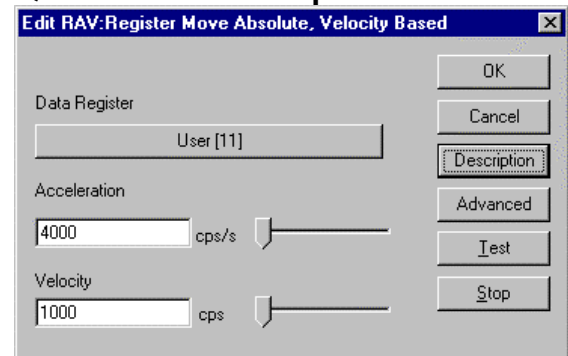 Edit RAV:Register Move Absolute, Velocity Based
OK
Data Register
Cancel
User [11]
Description
Acceleration
Advanced
4000 cps/s
Test
Velocity
Stop
1000 cps